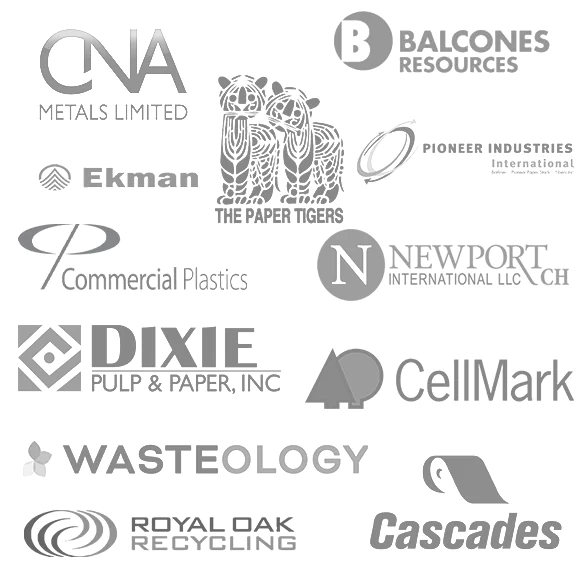 CNA
METALS LIMITED
B BALCONES
RESOURCES
THE PAPER TIGERS
PIONEER INDUSTRIES
International
Ekman
Commercial Plastics
N NEWPORT
INTERNATIONAL LLC CH
DIXIE
PULP & PAPER, INC
CellMark
WASTEOLOGY
Cascades
ROYAL OAK
RECYCLING